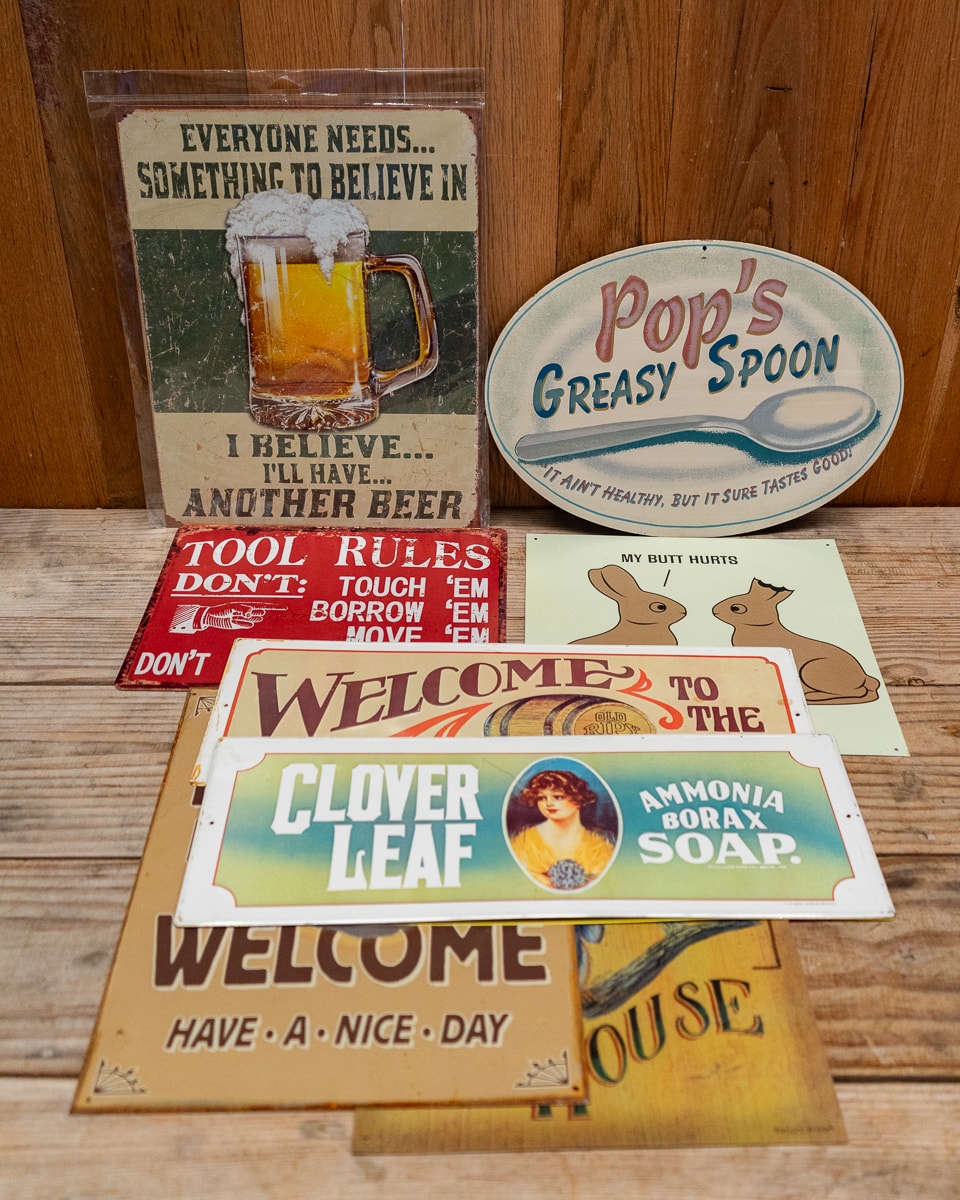 EVERYONE NEEDS...
SOMETHING TO BELIEVE IN
I BELIEVE...
I'LL HAVE...
ANOTHER BEER
Pop's
GREASY SPOON
IT AIN'T HEALTHY, BUT IT SURE TASTES GOOD!
TOOL RULES
DON'T: TOUCH 'EM
BORROW 'EM
MOVE 'EM
DON'T
MY BUTT HURTS
WELCOME TO
THE
OLD
CLOVER
LEAF
AMMONIA
BORAX
SOAP.
WELCOME
HAVE • A • NICE • DAY
OUSE